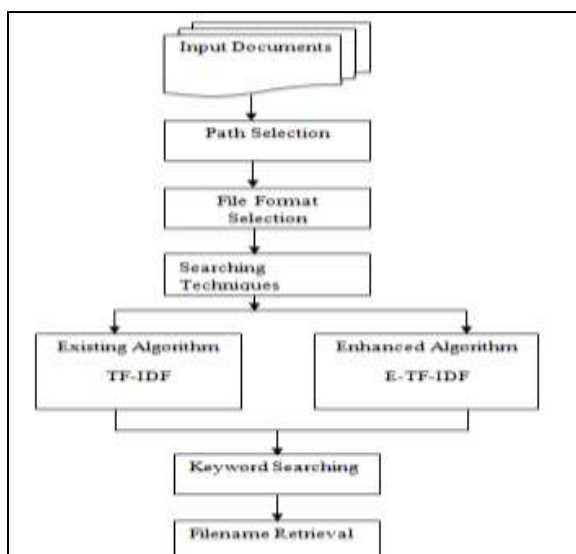 Input Documents
Path Selection
File Format
Selection
Searching
Techniques
Existing Algorithm
TF-IDF
Enhanced Algorithm
E-TF-IDF
Keyword Searching
Filename Retrieval